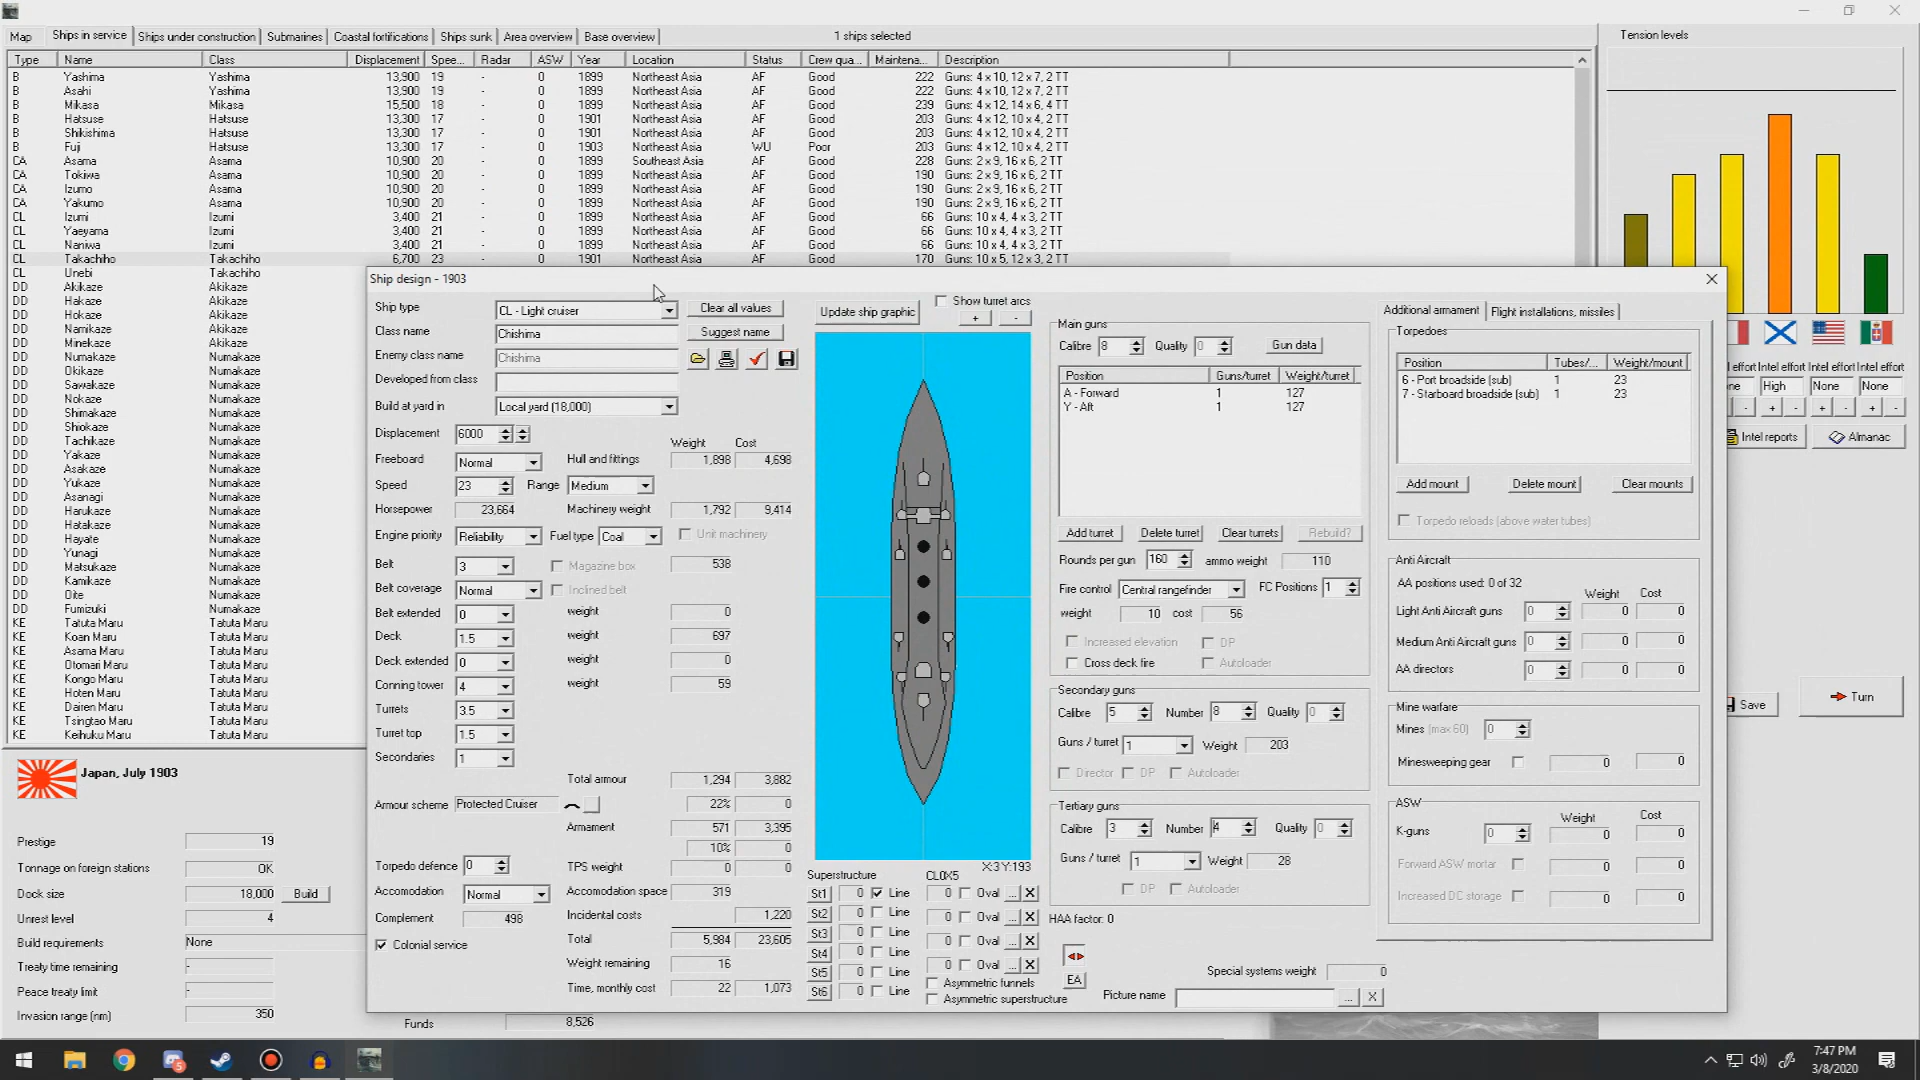 Map Ships in service Ships under construction Submarines Coastal fortifications Ships sunk Area overview Base overview 1 ships selected Tension levels
Type Name Class Displacement Spee... Radar ASW Year Location Status Crew qua... Maintena... Description
B Yashima Yashima 13,900 19 - 0 1899 Northeast Asia AF Good 222 Guns: 4 x 10, 12 x 7, 2 TT
B Asahi Yashima 13,900 19 - 0 1899 Northeast Asia AF Good 222 Guns: 4 x 10, 12 x 7, 2 TT
B Mikasa Mikasa 15,500 18 - 0 1899 Northeast Asia AF Good 239 Guns: 4 x 12, 14 x 6, 4 TT
B Hatsuse Hatsuse 13,300 17 - 0 1901 Northeast Asia AF Good 203 Guns: 4 x 12, 10 x 4, 2 TT
B Shikishima Hatsuse 13,300 17 - 0 1901 Northeast Asia AF Good 203 Guns: 4 x 12, 10 x 4, 2 TT
B Fuji Hatsuse 13,300 17 - 0 1903 Northeast Asia WU Poor 203 Guns: 4 x 12, 10 x 4, 2 TT
CA Asama Asama 10,900 20 - 0 1899 Southeast Asia AF Good 228 Guns: 2 x 9, 16 x 6, 2 TT
CA Tokiwa Asama 10,900 20 - 0 1899 Northeast Asia AF Good 190 Guns: 2 x 9, 16 x 6, 2 TT
CA Izumo Asama 10,900 20 - 0 1899 Northeast Asia AF Good 190 Guns: 2 x 9, 16 x 6, 2 TT
CA Yakumo Asama 10,900 20 - 0 1899 Northeast Asia AF Good 190 Guns: 2 x 9, 16 x 6, 2 TT
CL Izumi Izumi 3,400 21 - 0 1899 Northeast Asia AF Good 66 Guns: 10 x 4, 4 x 3, 2 TT
CL Yaeyama Izumi 3,400 21 - 0 1899 Northeast Asia AF Good 66 Guns: 10 x 4, 4 x 3, 2 TT
CL Naniwa Izumi 3,400 21 - 0 1899 Northeast Asia AF Good 66 Guns: 10 x 4, 4 x 3, 2 TT
CL Takachiho Takachiho 6,700 23 - 0 1901 Northeast Asia AF Good 170 Guns: 10 x 5, 12 x 3, 2 TT
CL Unebi Takachiho
DD Akikaze Akikaze
DD Hakaze Akikaze
DD Hokaze Akikaze
DD Namikaze Akikaze
DD Minekaze Akikaze
DD Numakaze Numakaze
DD Okikaze Numakaze
DD Sawakaze Numakaze
DD Nokaze Numakaze
DD Shimakaze Numakaze
DD Shiokaze Numakaze
DD Tachikaze Numakaze
DD Yakaze Numakaze
DD Asakaze Numakaze
DD Yukaze Numakaze
DD Asanagi Numakaze
DD Harukaze Numakaze
DD Hatakaze Numakaze
DD Hayate Numakaze
DD Yunagi Numakaze
DD Matsukaze Numakaze
DD Kamikaze Numakaze
DD Oite Numakaze
DD Fumizuki Numakaze
KE Tatuta Maru Tatuta Maru
KE Koan Maru Tatuta Maru
KE Asama Maru Tatuta Maru
KE Otomari Maru Tatuta Maru
KE Kongo Maru Tatuta Maru
KE Hoten Maru Tatuta Maru
KE Dairen Maru Tatuta Maru
KE Tsingtao Maru Tatuta Maru
KE Keihuku Maru Tatuta Maru
Japan, July 1903
Prestige 19
Tonnage on foreign stations OK
Dock size 18,000 Build
Unrest level 4
Build requirements None
Treaty time remaining -
Peace treaty limit -
Invasion range (nm) 350
Funds 8,526
Ship design - 1903
Ship type CL - Light cruiser Clear all values
Class name Chishima Suggest name
Enemy class name Chishima
Developed from class
Build at yard in Local yard (18,000)
Displacement 6000 Weight Cost
Freeboard Normal Hull and fittings 1,898 4,698
Speed 23 Range Medium
Horsepower 23,664 Machinery weight 1,792 9,414
Engine priority Reliability Fuel type Coal Unit machinery
Belt 3 Magazine box 538
Belt coverage Normal Inclined belt
Belt extended 0 weight 0
Deck 1.5 weight 697
Deck extended 0 weight 0
Conning tower 4 weight 59
Turrets 3.5
Turret top 1.5
Secondaries 1
Total armour 1,294 3,882
Armour scheme Protected Cruiser 22% 0
Armament 571 3,395
10% 0
Torpedo defence 0 TPS weight 0 0
Accomodation Normal Accomodation space 319
Complement 498 Incidental costs 1,220
Colonial service Total 5,984 23,605
Weight remaining 16
Time, monthly cost 22 1,073
Update ship graphic Show turret arcs
+ -
X:3 Y:193
Superstructure CL0X5
St1 0 Line 0 Oval ... X
St2 0 Line 0 Oval ... X
St3 0 Line 0 Oval ... X
St4 0 Line 0 Oval ... X
St5 0 Line Asymmetric funnels
St6 0 Line Asymmetric superstructure
Main guns
Calibre 8 Quality 0 Gun data
Position Guns/turret Weight/turret
A - Forward 1 127
Y - Aft 1 127
Add turret Delete turret Clear turrets Rebuild?
Rounds per gun 160 ammo weight 110
Fire control Central rangefinder FC Positions 1
weight 10 cost 56
Increased elevation DP
Cross deck fire Autoloader
Secondary guns
Calibre 5 Number 8 Quality 0
Guns / turret 1 Weight 203
Director DP Autoloader
Tertiary guns
Calibre 3 Number 4 Quality 0
Guns / turret 1 Weight 28
DP Autoloader
HAA factor: 0
EA
Special systems weight 0
Picture name ... X
Additional armament Flight installations, missiles
Torpedoes
Position Tubes/... Weight/mount
6 - Port broadside (sub) 1 23
7 - Starboard broadside (sub) 1 23
Add mount Delete mount Clear mounts
Torpedo reloads (above water tubes)
Anti Aircraft
AA positions used: 0 of 32
Weight Cost
Light Anti Aircraft guns 0 0 0
Medium Anti Aircraft guns 0 0 0
AA directors 0 0 0
Mine warfare
Mines (max 60) 0
Minesweeping gear 0 0
ASW
Weight Cost
K-guns 0 0 0
Forward ASW mortar 0 0
Increased DC storage 0 0
Intel effort Intel effort Intel effort
High None None
+ - + - + -
Intel reports Almanac
Save Turn
7:47 PM
3/8/2020